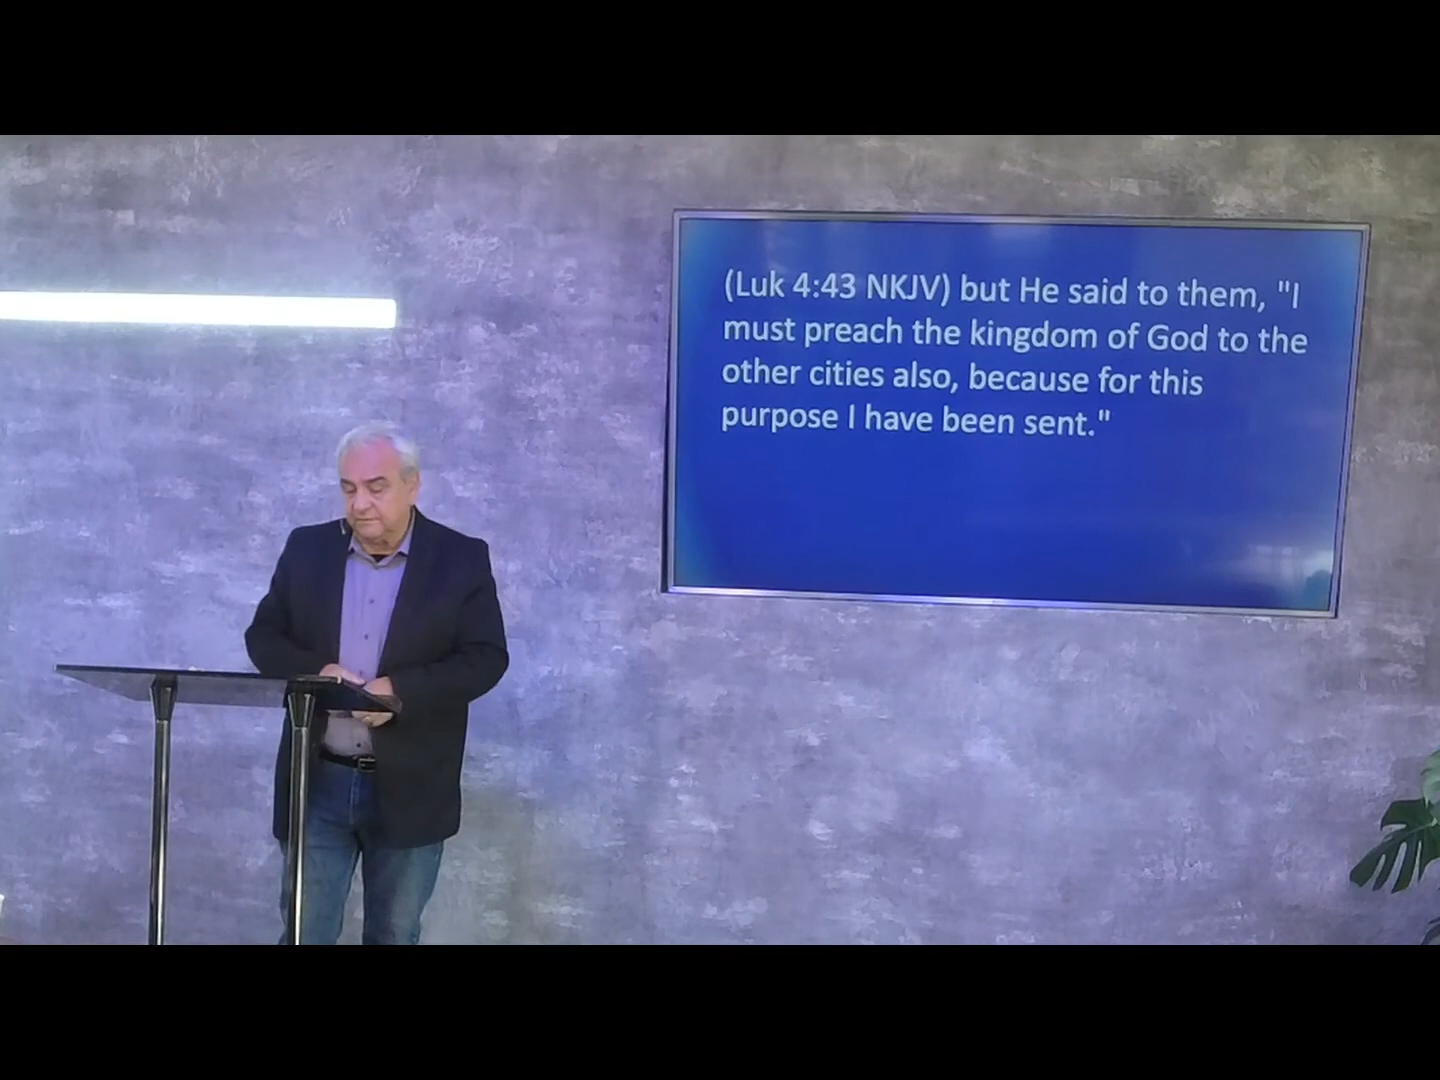 (Luk 4:43 NKJV) but He said to them, "I
must preach the kingdom of God to the
other cities also, because for this
purpose I have been sent."